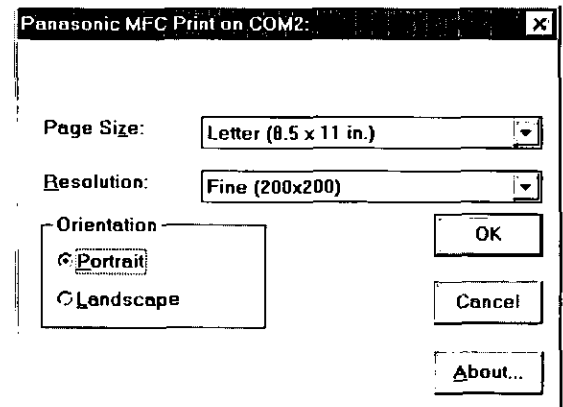 Panasonic MFC Print on COM2:
Page Size:
Letter (8.5 x 11 in.)
Resolution:
Fine (200x200)
Orientation
Portrait
Landscape
OK
Cancel
About...